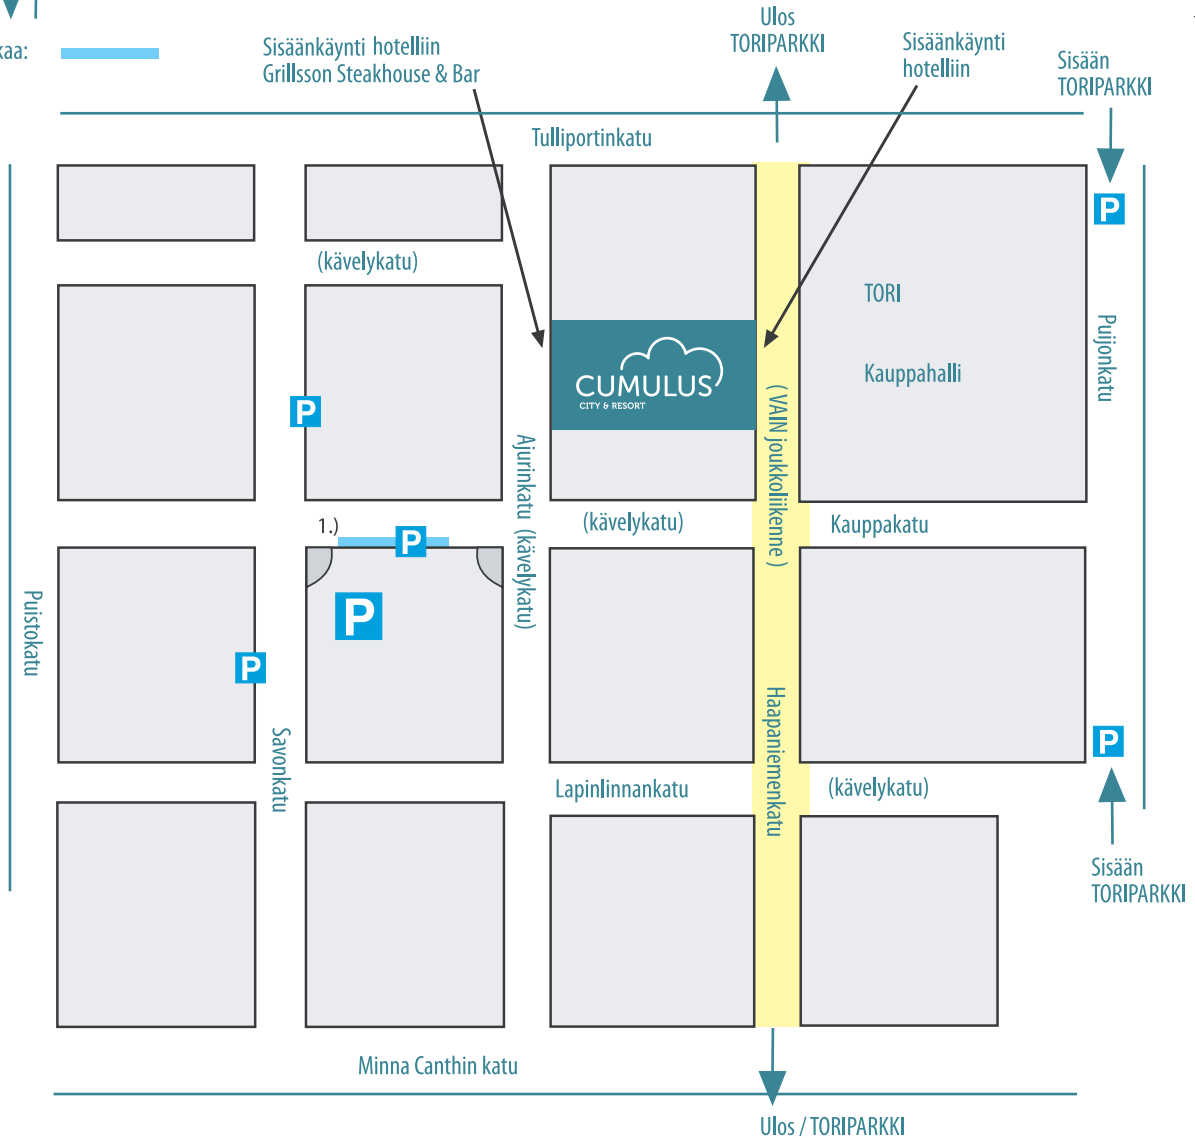 kaa:
Sisäänkäynti hotelliin
Grillsson Steakhouse & Bar
Ulos
TORIPARKKI
Sisäänkäynti
hotelliin
Sisään
TORIPARKKI
Tulliportinkatu
P
(kävelykatu)
TORI
Kauppahalli
Puijonkatu
CUMULUS
CITY & RESORT
( VAIN joukkoliikenne )
P
Ajurinkatu (kävelykatu)
1.)
P
(kävelykatu)
Kauppakatu
P
Puistokatu
P
Savonkatu
Haapaniemenkatu
P
Lapinlinnankatu
(kävelykatu)
Sisään
TORIPARKKI
Minna Canthin katu
Ulos / TORIPARKKI